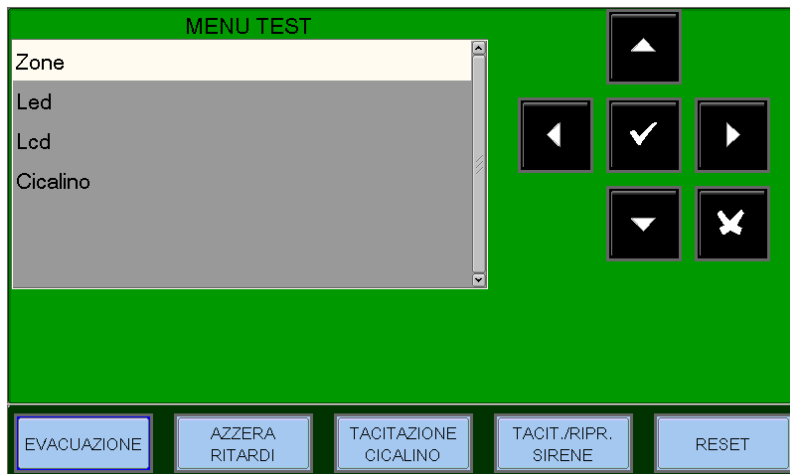 MENU TEST
Zone
Led
Lcd
Cicalino
EVACUAZIONE
AZZERA
RITARDI
TACITAZIONE
CICALINO
TACIT./RIPR.
SIRENE
RESET